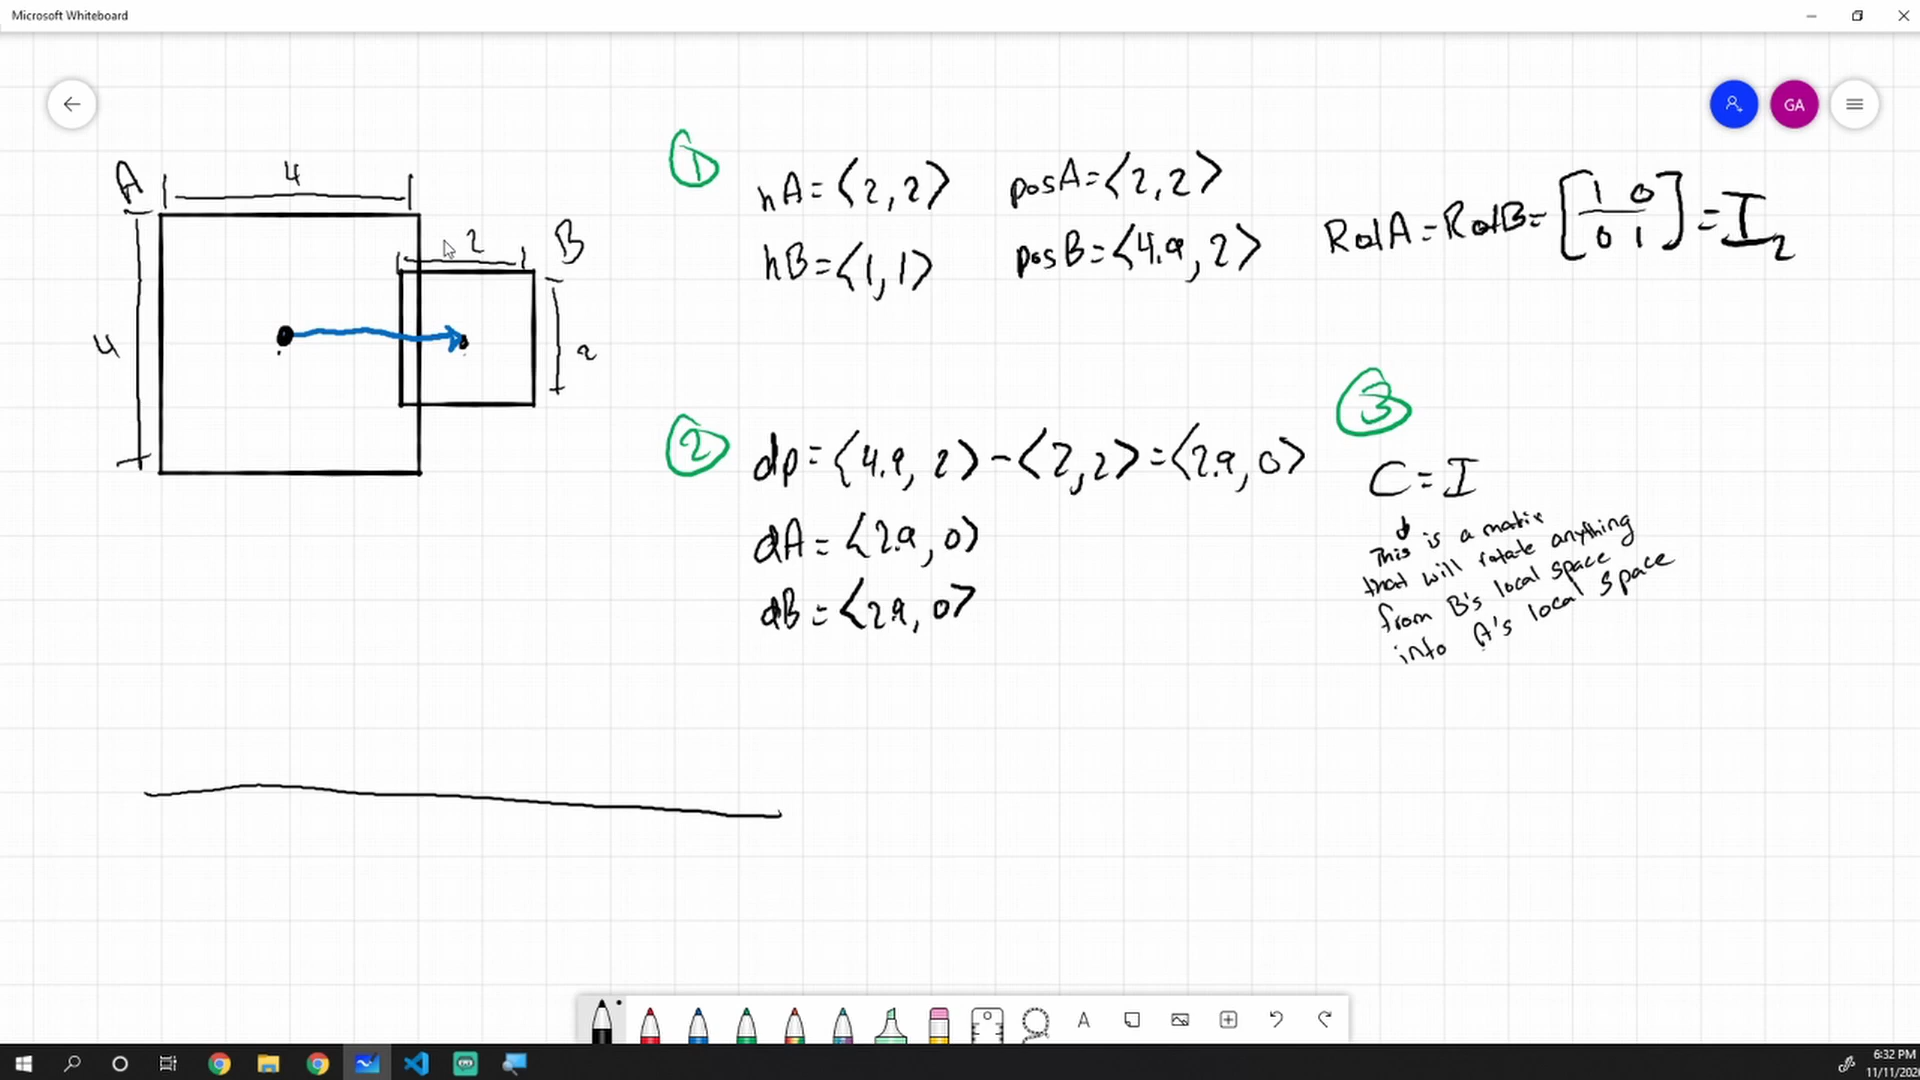 Microsoft Whiteboard
GA
A
4
4
2
B
2
1
hA = <2, 2>
posA = <2, 2>
hB = <1, 1>
posB = <4.9, 2>
RotA = RotB = [1 0
0 1] = I2
2
dp = <4.9, 2> - <2, 2> = <2.9, 0>
dA = <2.9, 0>
dB = <2.9, 0>
3
C = I
This is a matrix
that will rotate anything
from B's local space
into A's local space
A
6:32 PM